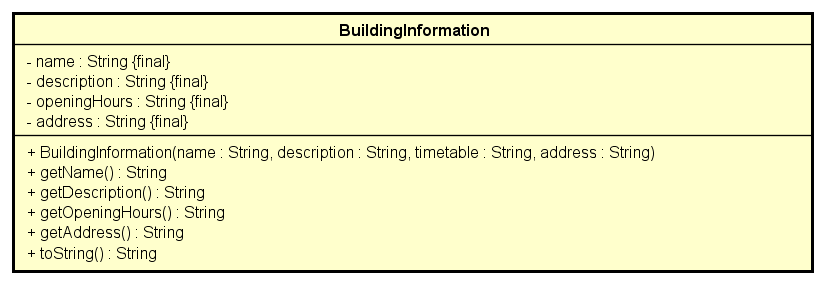 BuildingInformation
- name : String {final}
- description : String {final}
- openingHours : String {final}
- address : String {final}
+ BuildingInformation(name : String, description : String, timetable : String, address : String)
+ getName() : String
+ getDescription() : String
+ getOpeningHours() : String
+ getAddress() : String
+ toString() : String